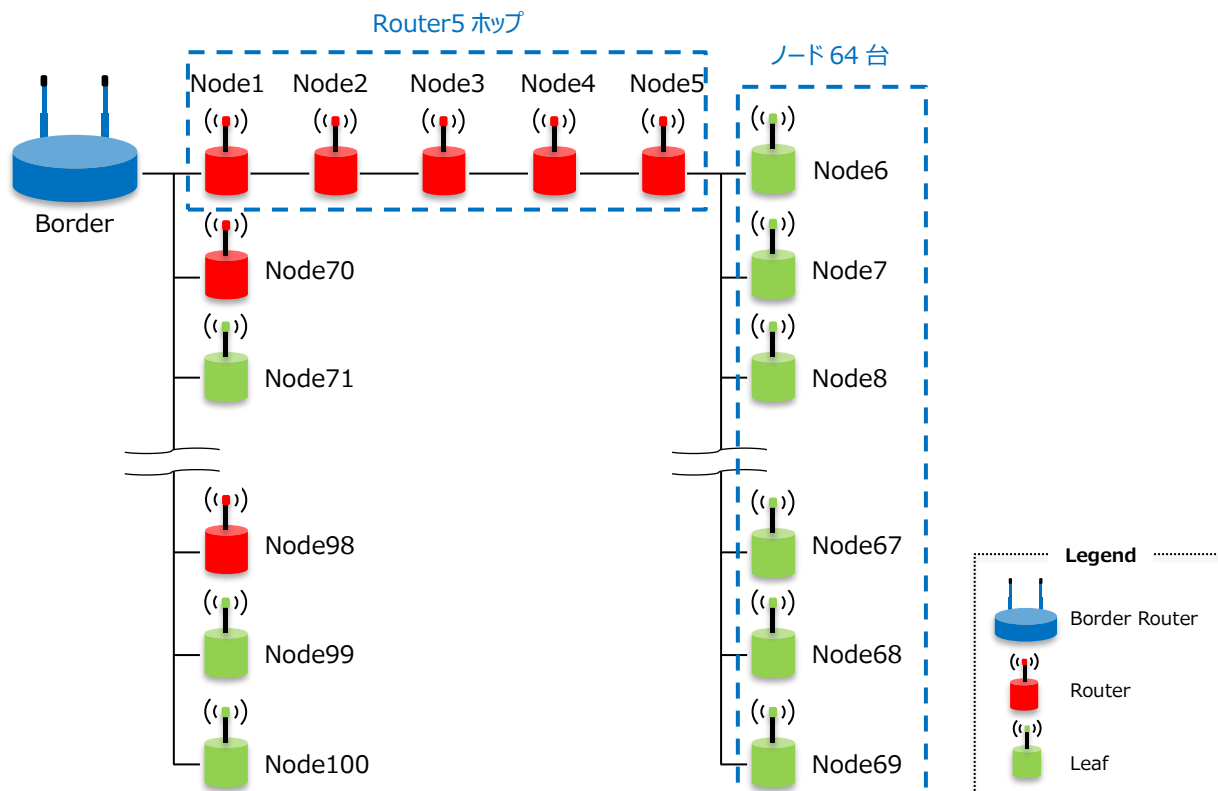 Router5 ホップ
ノード 64 台
Node1
Node2
Node3
Node4
Node5
Border
Node6
Node70
Node7
Node71
Node8
Node98
Node67
Node99
Node68
Node100
Node69
Legend
Border Router
Router
Leaf